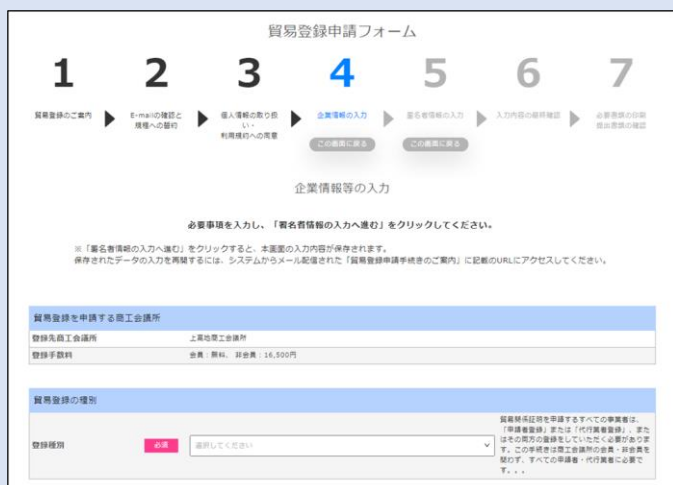 貿易登録申請フォーム
1 2 3 4 5 6 7
貿易登録のご案内
E-mailの確認と
規程への誓約
個人情報の取り扱
い・
利用規約への同意
企業情報の入力
署名者情報の入力
入力内容の最終確認
必要書類の印刷
提出書類の確認
この画面に戻る
この画面に戻る
企業情報等の入力
必要事項を入力し、「署名者情報の入力へ進む」をクリックしてください。
※「署名者情報の入力へ進む」をクリックすると、本画面の入力内容が保存されます。
保存されたデータの入力を再開するには、システムからメール配信された「貿易登録申請手続きのご案内」に記載のURLにアクセスしてください。
貿易登録を申請する商工会議所
登録先商工会議所 上高地商工会議所
登録手数料 会員：無料、非会員：16,500円
貿易登録の種別
登録種別 必須 選択してください
貿易関係証明を申請するすべての事業者は、
「申請者登録」または「代行業者登録」、また
はその両方の登録をしていただく必要がありま
す。この手続きは商工会議所の会員・非会員を
問わず、すべての申請者・代行業者に必要で
す。．．